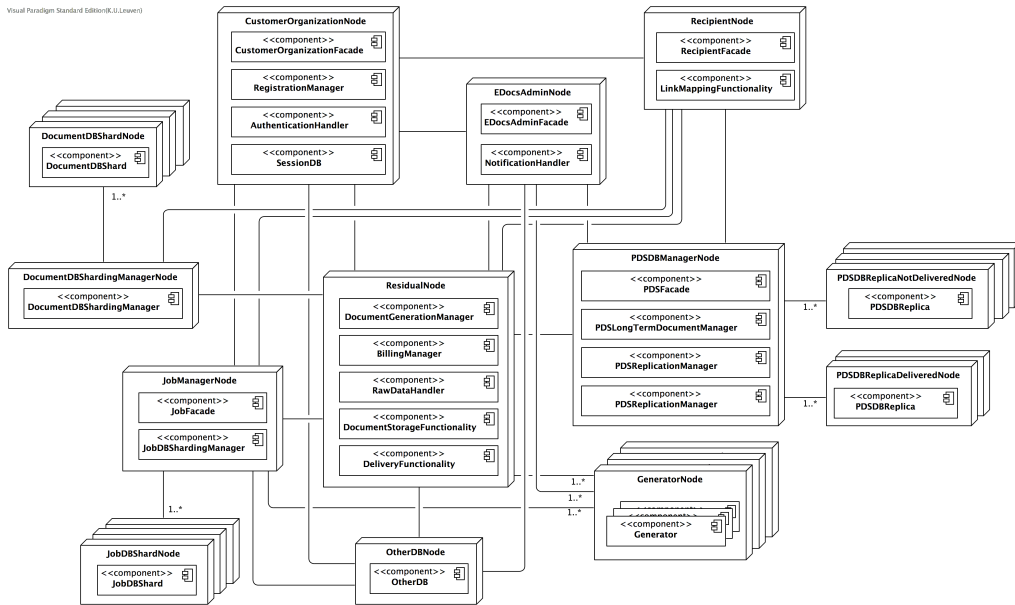 Visual Paradigm Standard Edition(K.U.Leuven)
CustomerOrganizationNode
<<component>>
CustomerOrganizationFacade
<<component>>
RegistrationManager
<<component>>
AuthenticationHandler
<<component>>
SessionDB
RecipientNode
<<component>>
RecipientFacade
<<component>>
LinkMappingFunctionality
EDocsAdminNode
<<component>>
EDocsAdminFacade
<<component>>
NotificationHandler
DocumentDBShardNode
<<component>>
DocumentDBShard
1..*
DocumentDBShardingManagerNode
<<component>>
DocumentDBShardingManager
ResidualNode
<<component>>
DocumentGenerationManager
<<component>>
BillingManager
<<component>>
RawDataHandler
<<component>>
DocumentStorageFunctionality
<<component>>
DeliveryFunctionality
PDSDBManagerNode
<<component>>
PDSFacade
<<component>>
PDSLongTermDocumentManager
<<component>>
PDSReplicationManager
<<component>>
PDSReplicationManager
PDSDBReplicaNotDeliveredNode
<<component>>
PDSDBReplica
1..*
PDSDBReplicaDeliveredNode
<<component>>
PDSDBReplica
1..*
JobManagerNode
<<component>>
JobFacade
<<component>>
JobDBShardingManager
1..*
JobDBShardNode
<<component>>
JobDBShard
OtherDBNode
<<component>>
OtherDB
1..*
1..*
1..*
GeneratorNode
<<component>>
Generator